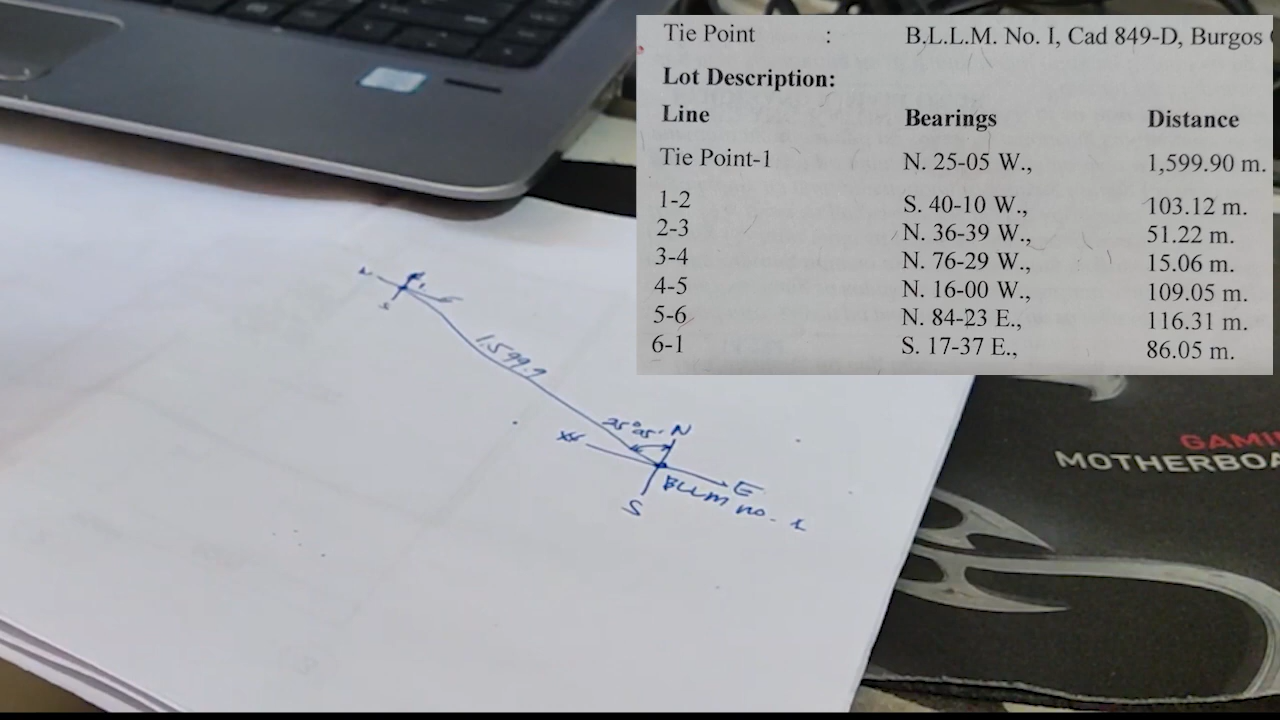 Tie Point : B.L.L.M. No. I, Cad 849-D, Burgos
Lot Description:
Line Bearings Distance
Tie Point-1 N. 25-05 W., 1,599.90 m.
1-2 S. 40-10 W., 103.12 m.
2-3 N. 36-39 W., 51.22 m.
3-4 N. 76-29 W., 15.06 m.
4-5 N. 16-00 W., 109.05 m.
5-6 N. 84-23 E., 116.31 m.
6-1 S. 17-37 E., 86.05 m.
S
1,599.9
25°05' N
E
BLLM no. 1
S
GAMI
MOTHERBOA